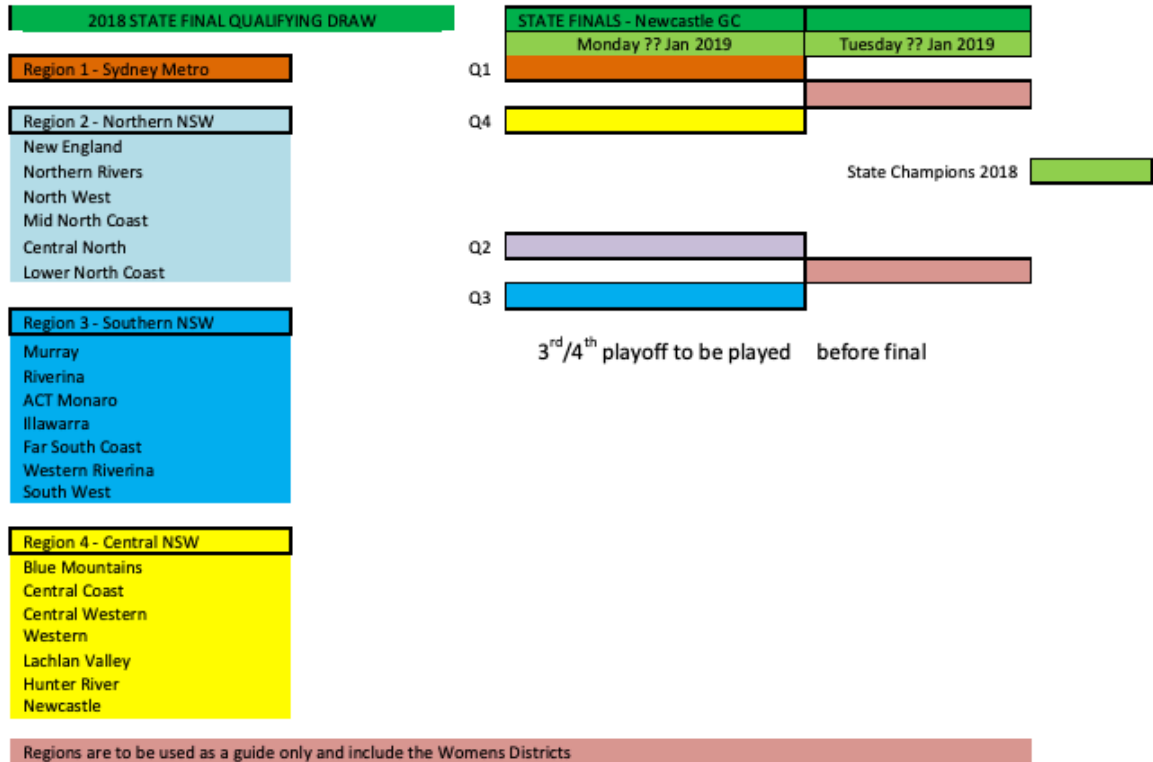 2018 STATE FINAL QUALIFYING DRAW
Region 1 - Sydney Metro
Region 2 - Northern NSW
New England
Northern Rivers
North West
Mid North Coast
Central North
Lower North Coast
Region 3 - Southern NSW
Murray
Riverina
ACT Monaro
Illawarra
Far South Coast
Western Riverina
South West
Region 4 - Central NSW
Blue Mountains
Central Coast
Central Western
Western
Lachlan Valley
Hunter River
Newcastle
STATE FINALS - Newcastle GC
Monday ?? Jan 2019
Tuesday ?? Jan 2019
Q1
Q4
State Champions 2018
Q2
Q3
3rd/4th playoff to be played before final
Regions are to be used as a guide only and include the Womens Districts